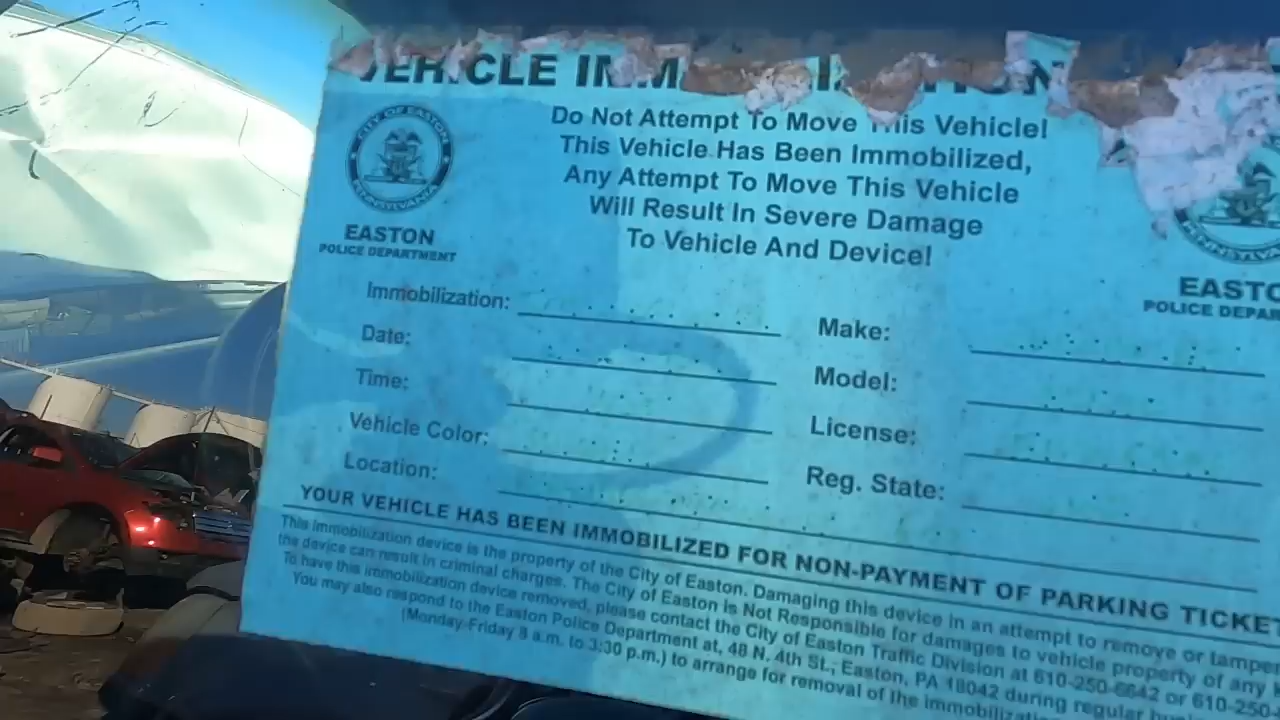 VEHICLE IMMOBILIZATION
CITY OF EASTON
PENNSYLVANIA
EASTON
POLICE DEPARTMENT
Do Not Attempt To Move This Vehicle!
This Vehicle Has Been Immobilized,
Any Attempt To Move This Vehicle
Will Result In Severe Damage
To Vehicle And Device!
EASTO
POLICE DEPAR
Immobilization:
Date:
Time:
Vehicle Color:
Location:
Make:
Model:
License:
Reg. State:
YOUR VEHICLE HAS BEEN IMMOBILIZED FOR NON-PAYMENT OF PARKING TICKET
This immobilization device is the property of the City of Easton. Damaging this device in an attempt to remove or tamper
the device can result in criminal charges. The City of Easton is Not Responsible for damages to vehicle property of any
To have this immobilization device removed, please contact the City of Easton Traffic Division at 610-250-6642 or 610-250-
You may also respond to the Easton Police Department at, 48 N. 4th St., Easton, PA 18042 during regular
(Monday-Friday 8 a.m. to 3:30 p.m.) to arrange for removal of the immobilizati